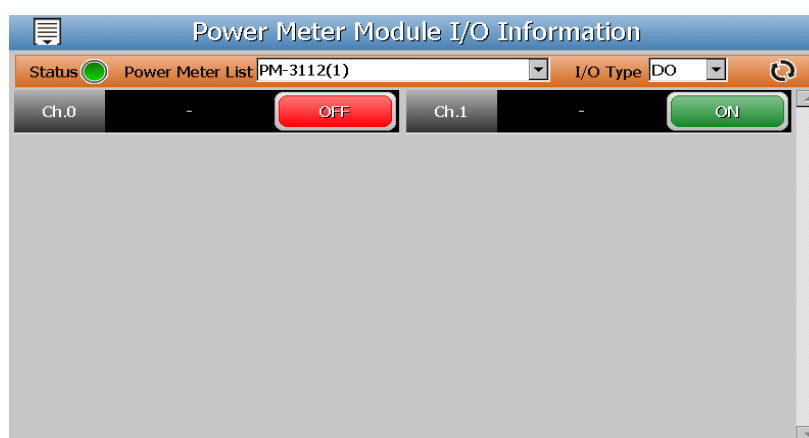 Power Meter Module I/O Information
Status Power Meter List PM-3112(1) I/O Type DO
Ch.0 - OFF Ch.1 - ON